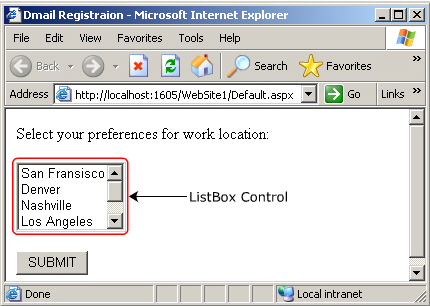 Dmail Registraion - Microsoft Internet Explorer
File Edit View Favorites Tools Help »
Back Search Favorites »
Address http://localhost:1605/WebSite1/Default.aspx Go Links »
Select your preferences for work location:
San Fransisco
Denver
Nashville
Los Angeles
ListBox Control
SUBMIT
Done Local intranet